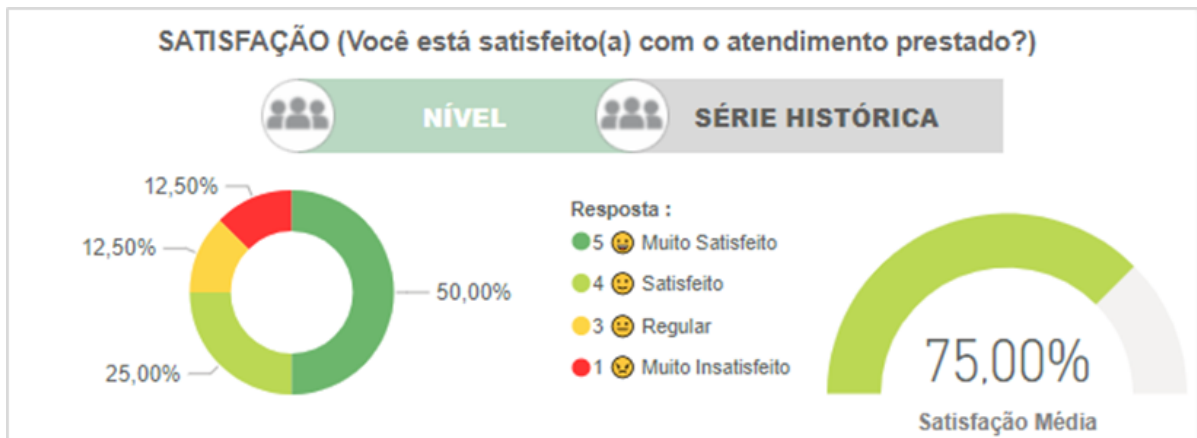 SATISFAÇÃO (Você está satisfeito(a) com o atendimento prestado?)
NÍVEL
SÉRIE HISTÓRICA
12,50%
12,50%
50,00%
25,00%
Resposta :
5 Muito Satisfeito
4 Satisfeito
3 Regular
1 Muito Insatisfeito
75,00%
Satisfação Média